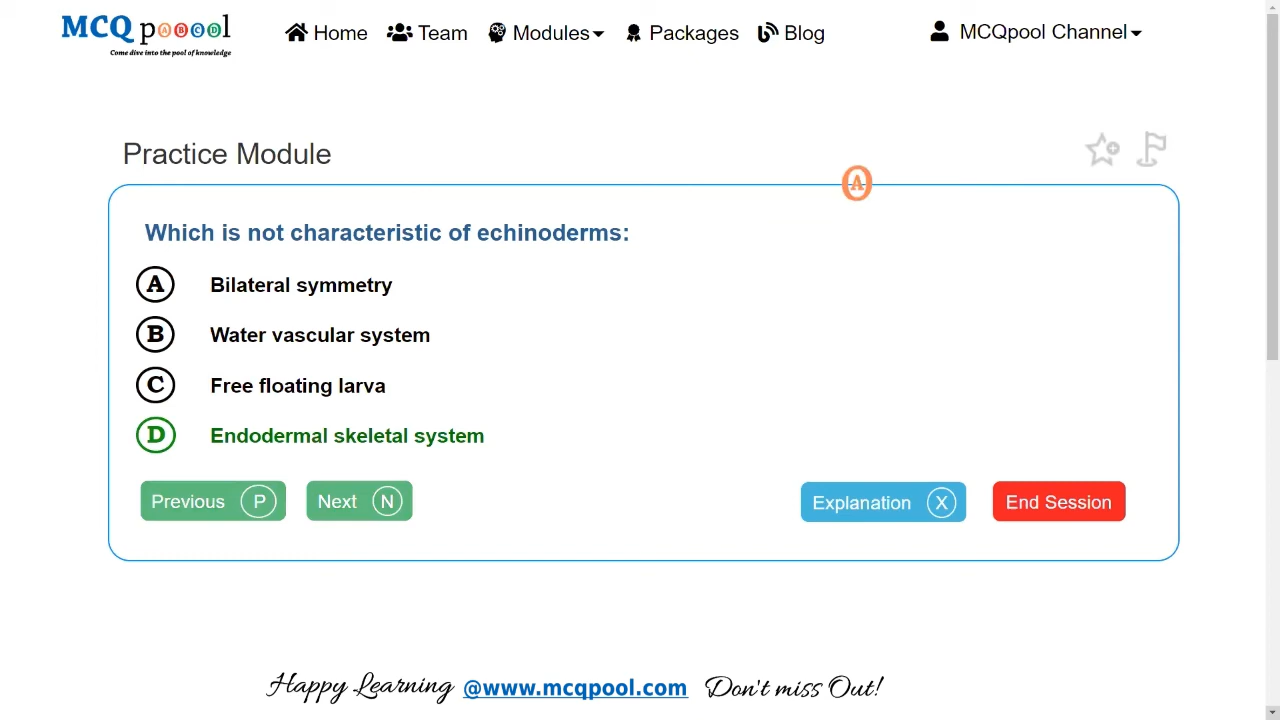 MCQ pooool
Come dive into the pool of knowledge
Home Team Modules Packages Blog MCQpool Channel
Practice Module
A
Which is not characteristic of echinoderms:
A Bilateral symmetry
B Water vascular system
C Free floating larva
D Endodermal skeletal system
Previous P Next N Explanation X End Session
Happy Learning @www.mcqpool.com Don't miss Out!